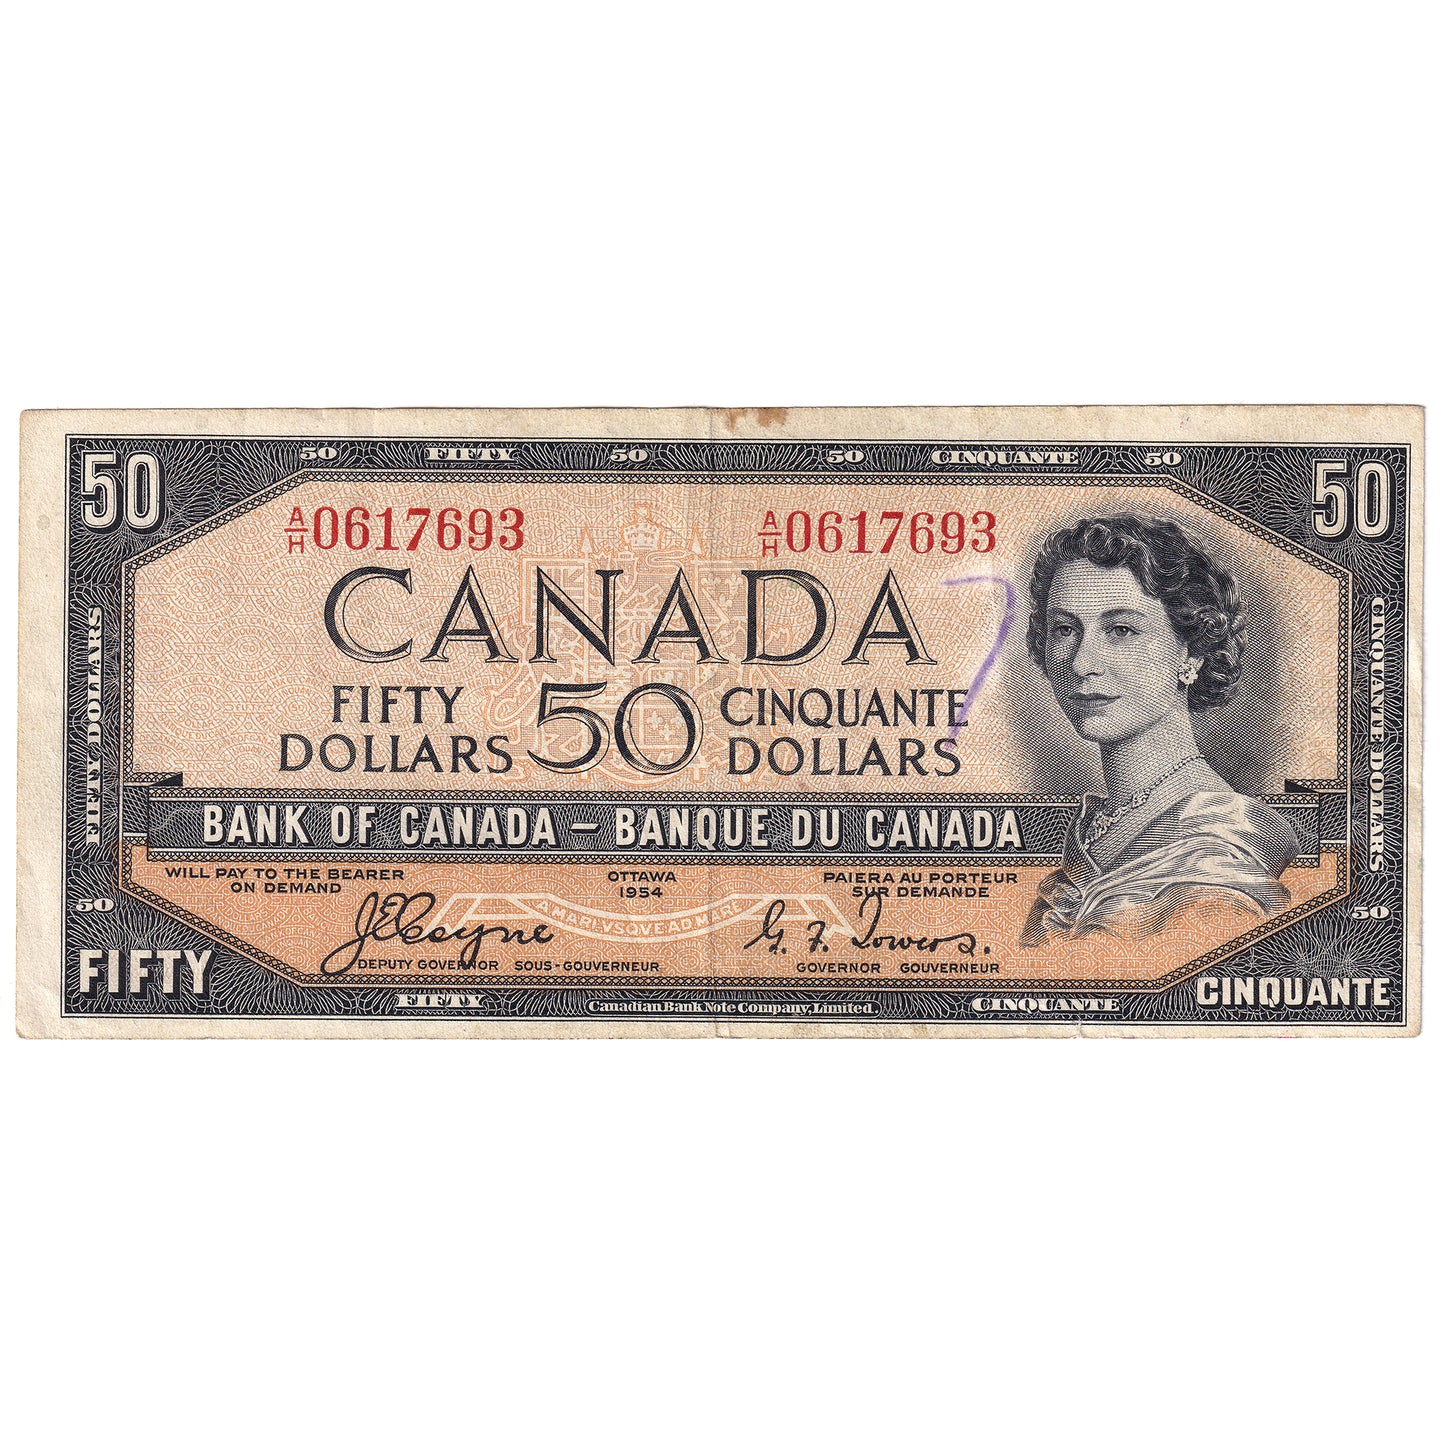 50 FIFTY 50 50 CINQUANTE 50
50 50
A/H 0617693 A/H 0617693
CANADA
FIFTY 50 CINQUANTE
DOLLARS DOLLARS
FIFTY DOLLARS
CINQUANTE DOLLARS
BANK OF CANADA – BANQUE DU CANADA
WILL PAY TO THE BEARER OTTAWA PAIERA AU PORTEUR
ON DEMAND 1954 SUR DEMANDE
50 50
A MARI VSQVE AD MARE
J E Coyne G. F. Towers.
DEPUTY GOVERNOR SOUS-GOUVERNEUR GOVERNOR GOUVERNEUR
FIFTY CINQUANTE
FIFTY Canadian Bank Note Company, Limited. CINQUANTE
7